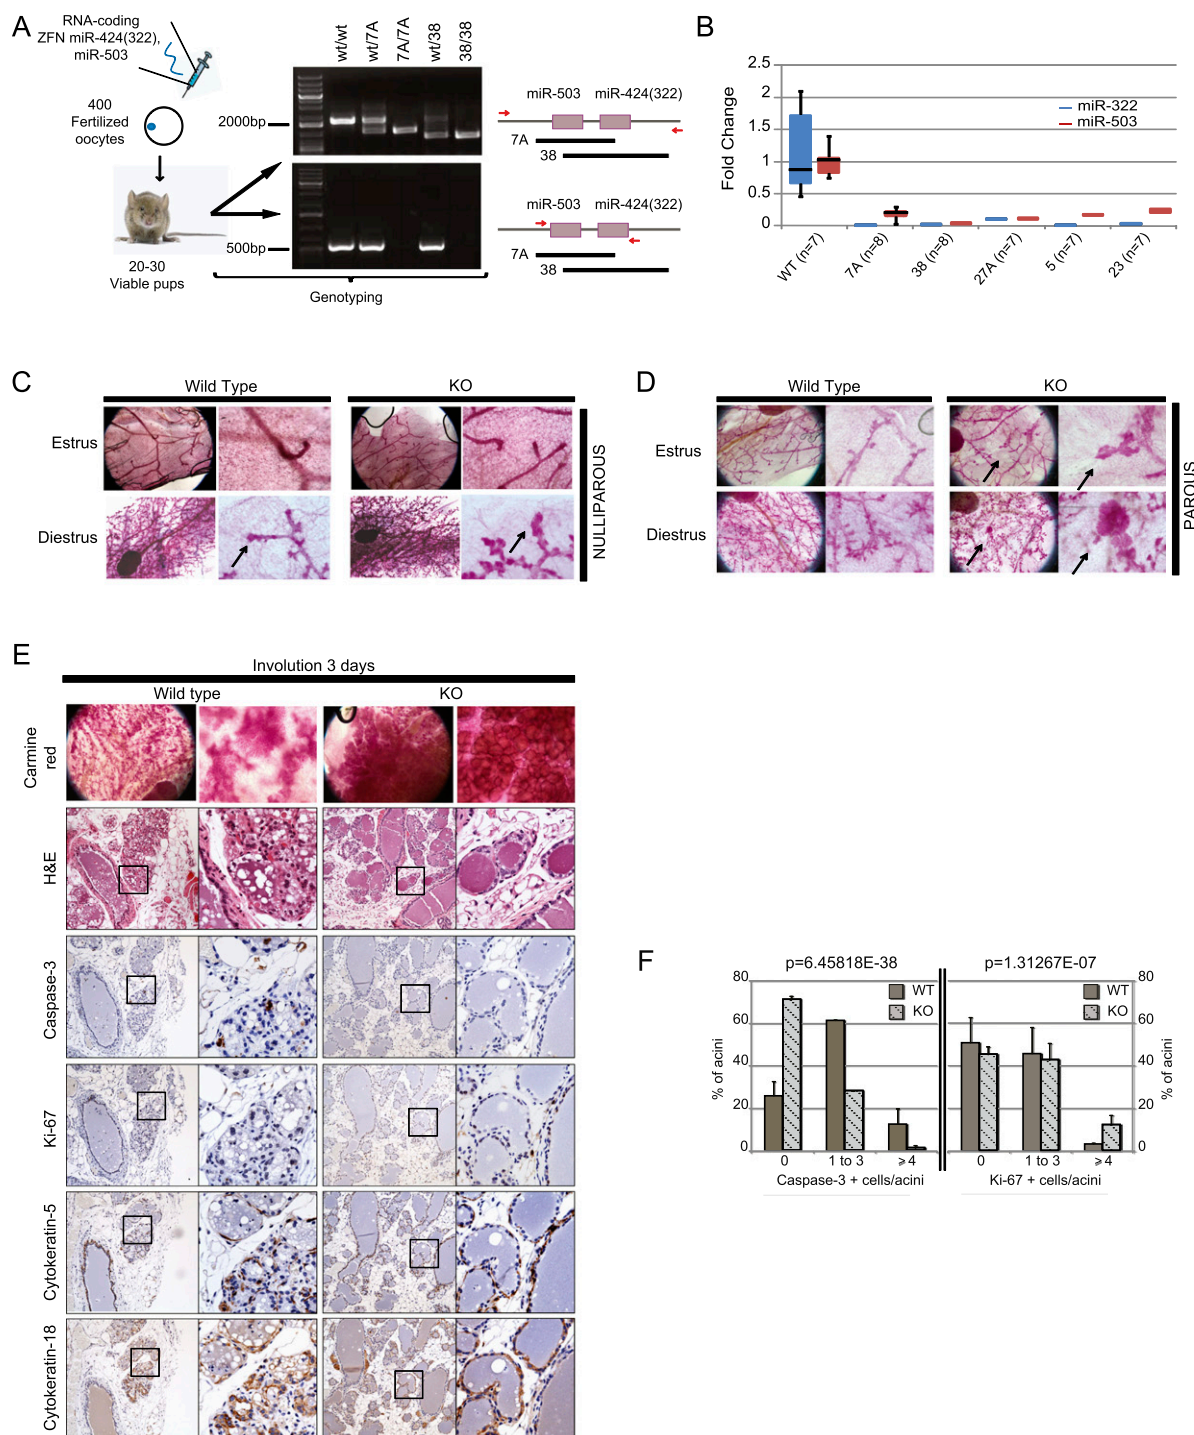 A
RNA-coding
ZFN miR-424(322),
miR-503
400
Fertilized
oocytes
20-30
Viable pups
wt/wt
wt/7A
7A/7A
wt/38
38/38
2000bp
500bp
Genotyping
miR-503 miR-424(322)
7A
38
miR-503 miR-424(322)
7A
38
B
Fold Change
2.5
2
1.5
1
0.5
0
miR-322
miR-503
WT (n=7)
7A (n=8)
38 (n=8)
27A (n=7)
5 (n=7)
23 (n=7)
C
Wild Type
KO
Estrus
Diestrus
NULLIPAROUS
D
Wild Type
KO
Estrus
Diestrus
PAROUS
E
Involution 3 days
Wild type
KO
Carmine
red
H&E
Caspase-3
Ki-67
Cytokeratin-5
Cytokeratin-18
F
p=6.45818E-38
p=1.31267E-07
% of acini
80
60
40
20
0
WT
KO
0 1 to 3 ⩾4
Caspase-3 + cells/acini
WT
KO
0 1 to 3 ⩾4
Ki-67 + cells/acini
80
60
40
20
0
% of acini